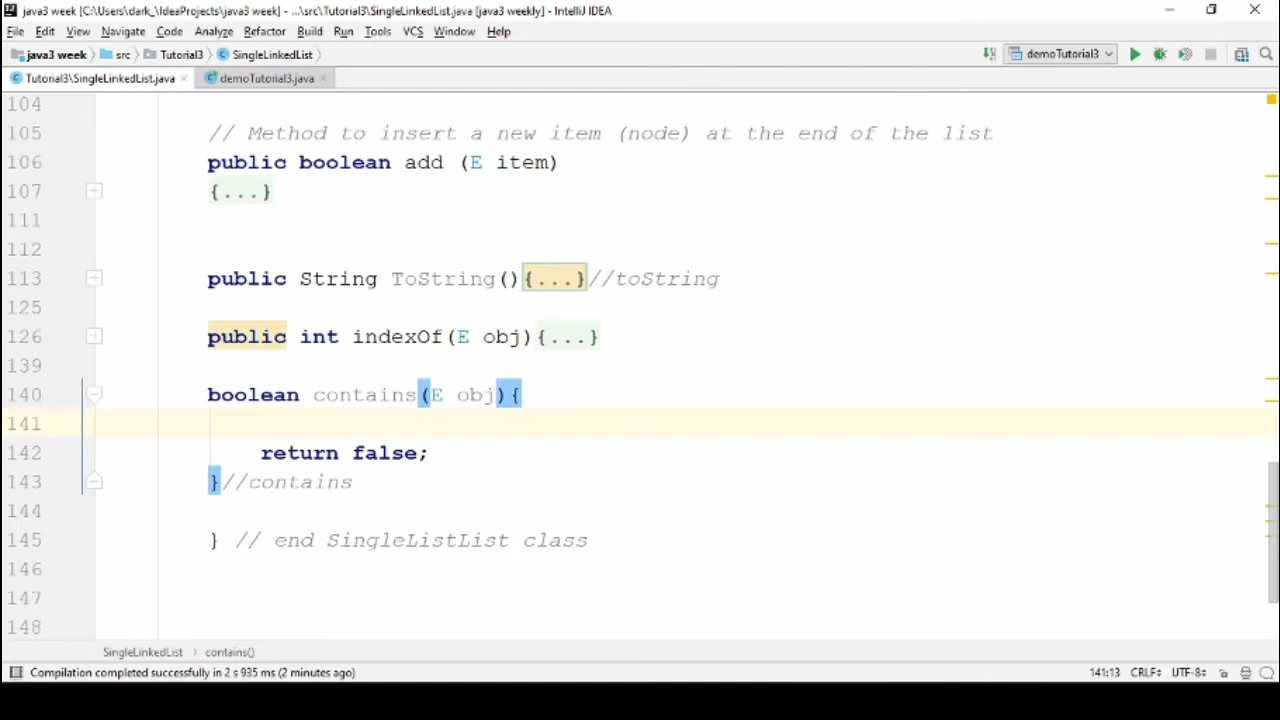 java3 week [C:\Users\dark_\IdeaProjects\java3 week] - ...\src\Tutorial3\SingleLinkedList.java [java3 weekly] - IntelliJ IDEA
File Edit View Navigate Code Analyze Refactor Build Run Tools VCS Window Help
java3 week src Tutorial3 SingleLinkedList demoTutorial3
Tutorial3\SingleLinkedList.java demoTutorial3.java
104
105 // Method to insert a new item (node) at the end of the list
106 public boolean add (E item)
107 {...}
111
112
113 public String ToString(){...}//toString
125
126 public int indexOf(E obj){...}
139
140 boolean contains(E obj){
141
142 return false;
143 }//contains
144
145 } // end SingleListList class
146
147
148
SingleLinkedList contains()
Compilation completed successfully in 2 s 935 ms (2 minutes ago) 141:13 CRLF UTF-8